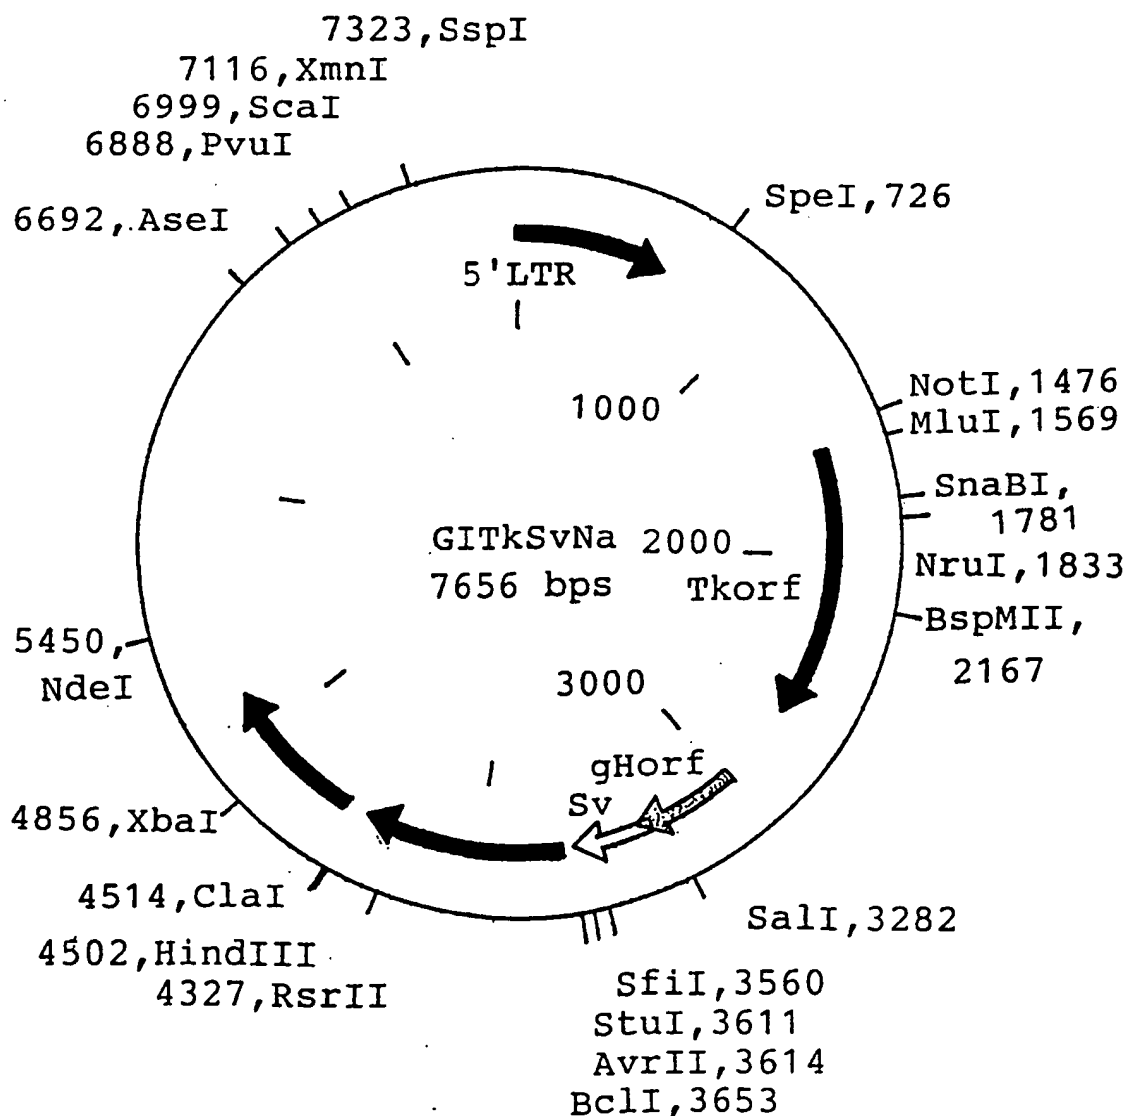 7323,SspI
7116,XmnI
6999,ScaI
6888,PvuI
6692,AseI
SpeI,726
5'LTR
1000
NotI,1476
MluI,1569
SnaBI,
1781
GITkSvNa 2000
7656 bps
Tkorf
NruI,1833
BspMII,
2167
5450,
NdeI
3000
gHorf
Sv
4856,XbaI
4514,ClaI
4502,HindIII
4327,RsrII
SalI,3282
SfiI,3560
StuI,3611
AvrII,3614
BclI,3653